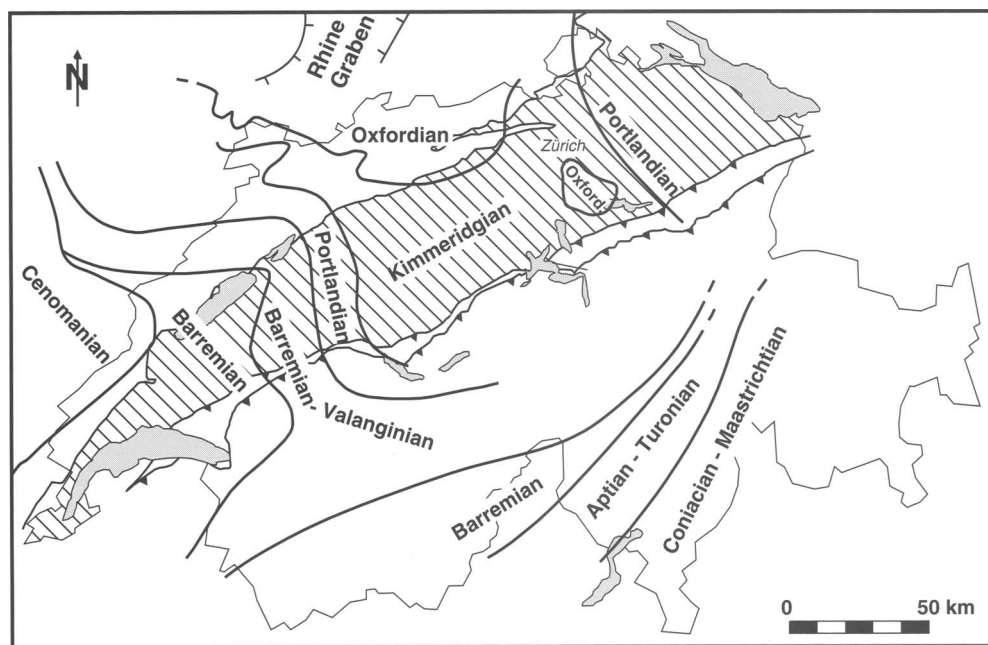 N
Rhine
Graben
Oxfordian
Zürich
Portlandian
Oxfordi
Kimmeridgian
Portlandian
Cenomanian
Barremian
Barremian- Valanginian
Barremian
Aptian - Turonian
Coniacian - Maastrichtian
0 50 km